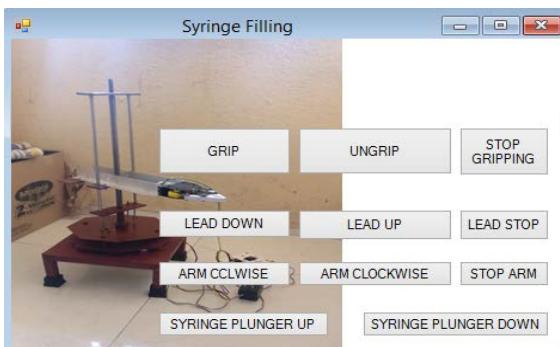 Syringe Filling
GRIP
UNGRIP
STOP
GRIPPING
LEAD DOWN
LEAD UP
LEAD STOP
ARM CCLWISE
ARM CLOCKWISE
STOP ARM
SYRINGE PLUNGER UP
SYRINGE PLUNGER DOWN